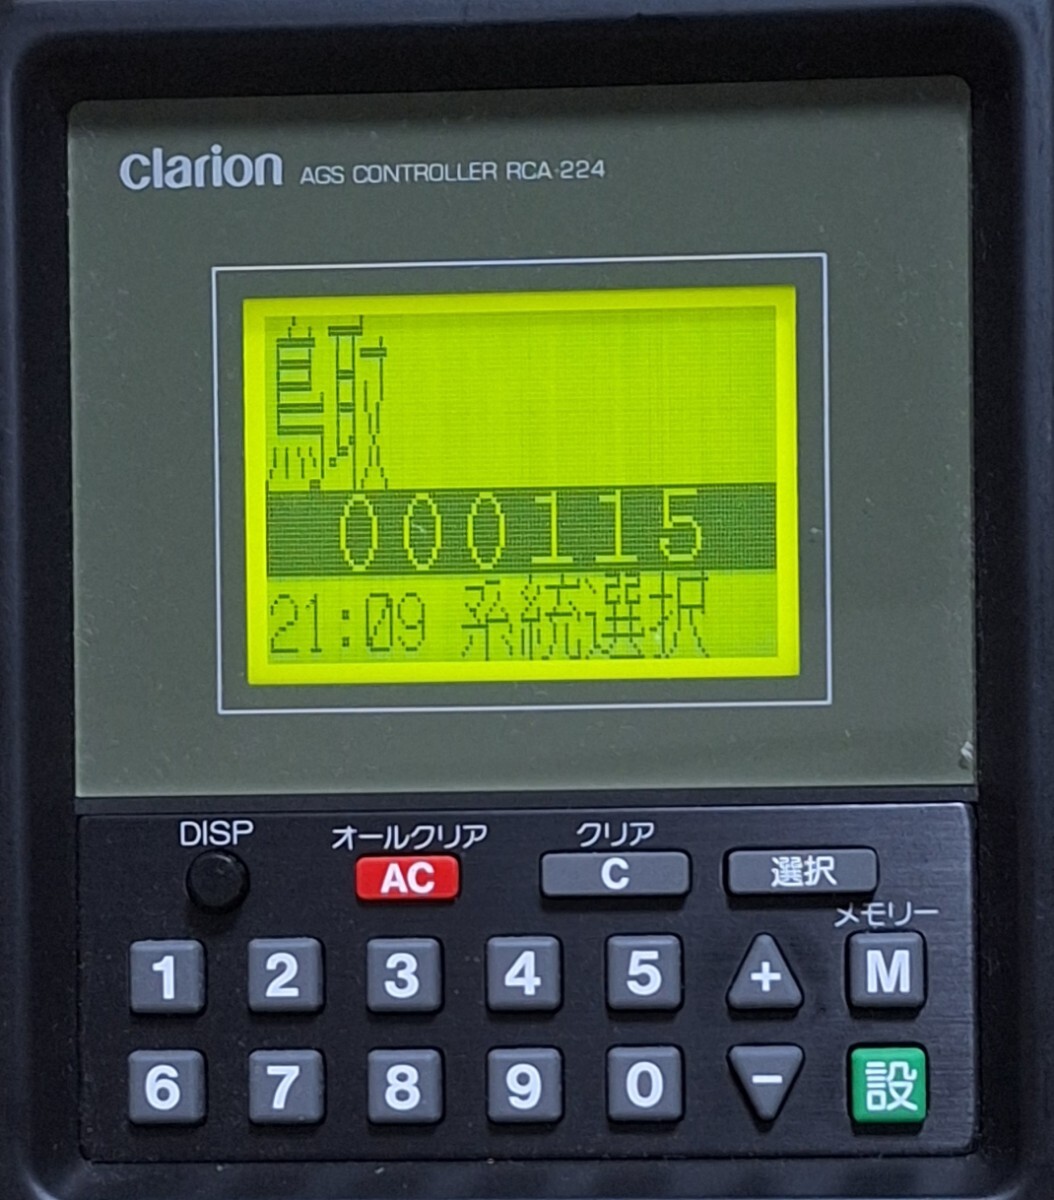 clarion AGS CONTROLLER RCA-224
000115
21:09 系統選択
DISP オールクリア クリア
AC C 選択
メモリー
1 2 3 4 5 + M
6 7 8 9 0 - 設